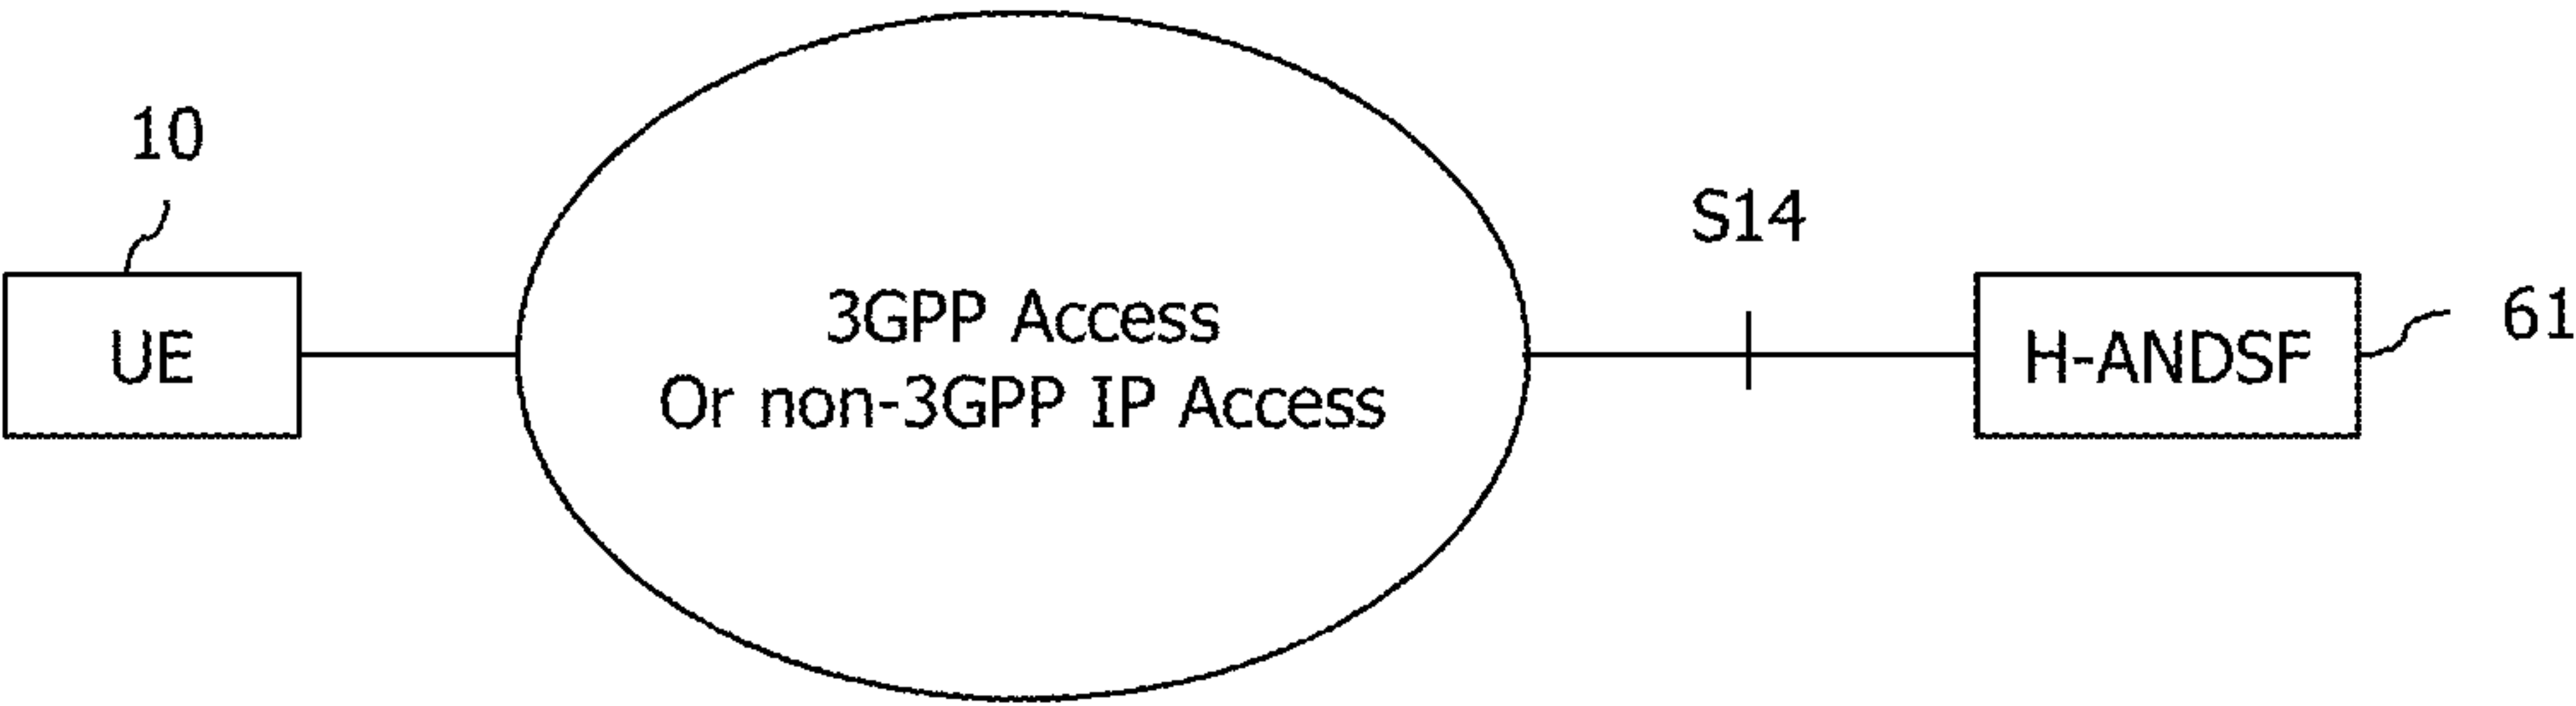 10
UE
3GPP Access
Or non-3GPP IP Access
S14
H-ANDSF
61